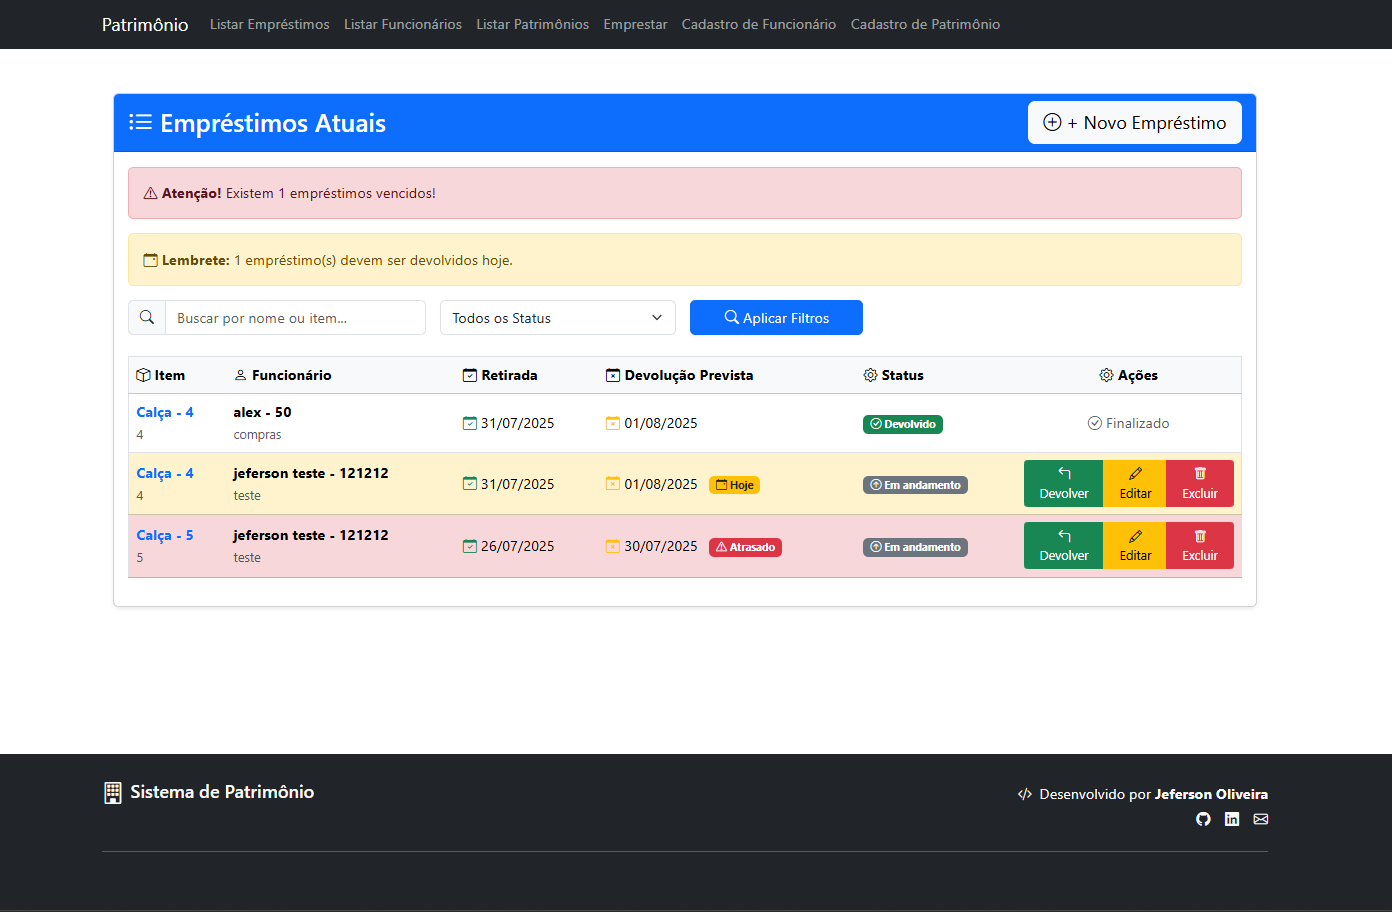 Patrimônio Listar Empréstimos Listar Funcionários Listar Patrimônios Emprestar Cadastro de Funcionário Cadastro de Patrimônio
Empréstimos Atuais + Novo Empréstimo
Atenção! Existem 1 empréstimos vencidos!
Lembrete: 1 empréstimo(s) devem ser devolvidos hoje.
Buscar por nome ou item... Todos os Status Aplicar Filtros
Item Funcionário Retirada Devolução Prevista Status Ações
Calça - 4 alex - 50
31/07/2025 01/08/2025 Devolvido Finalizado
4 compras
Calça - 4 jeferson teste - 121212
31/07/2025 01/08/2025 Hoje Em andamento
4 teste
Devolver Editar Excluir
Calça - 5 jeferson teste - 121212
26/07/2025 30/07/2025 Atrasado Em andamento
5 teste
Devolver Editar Excluir
Sistema de Patrimônio
Desenvolvido por Jeferson Oliveira